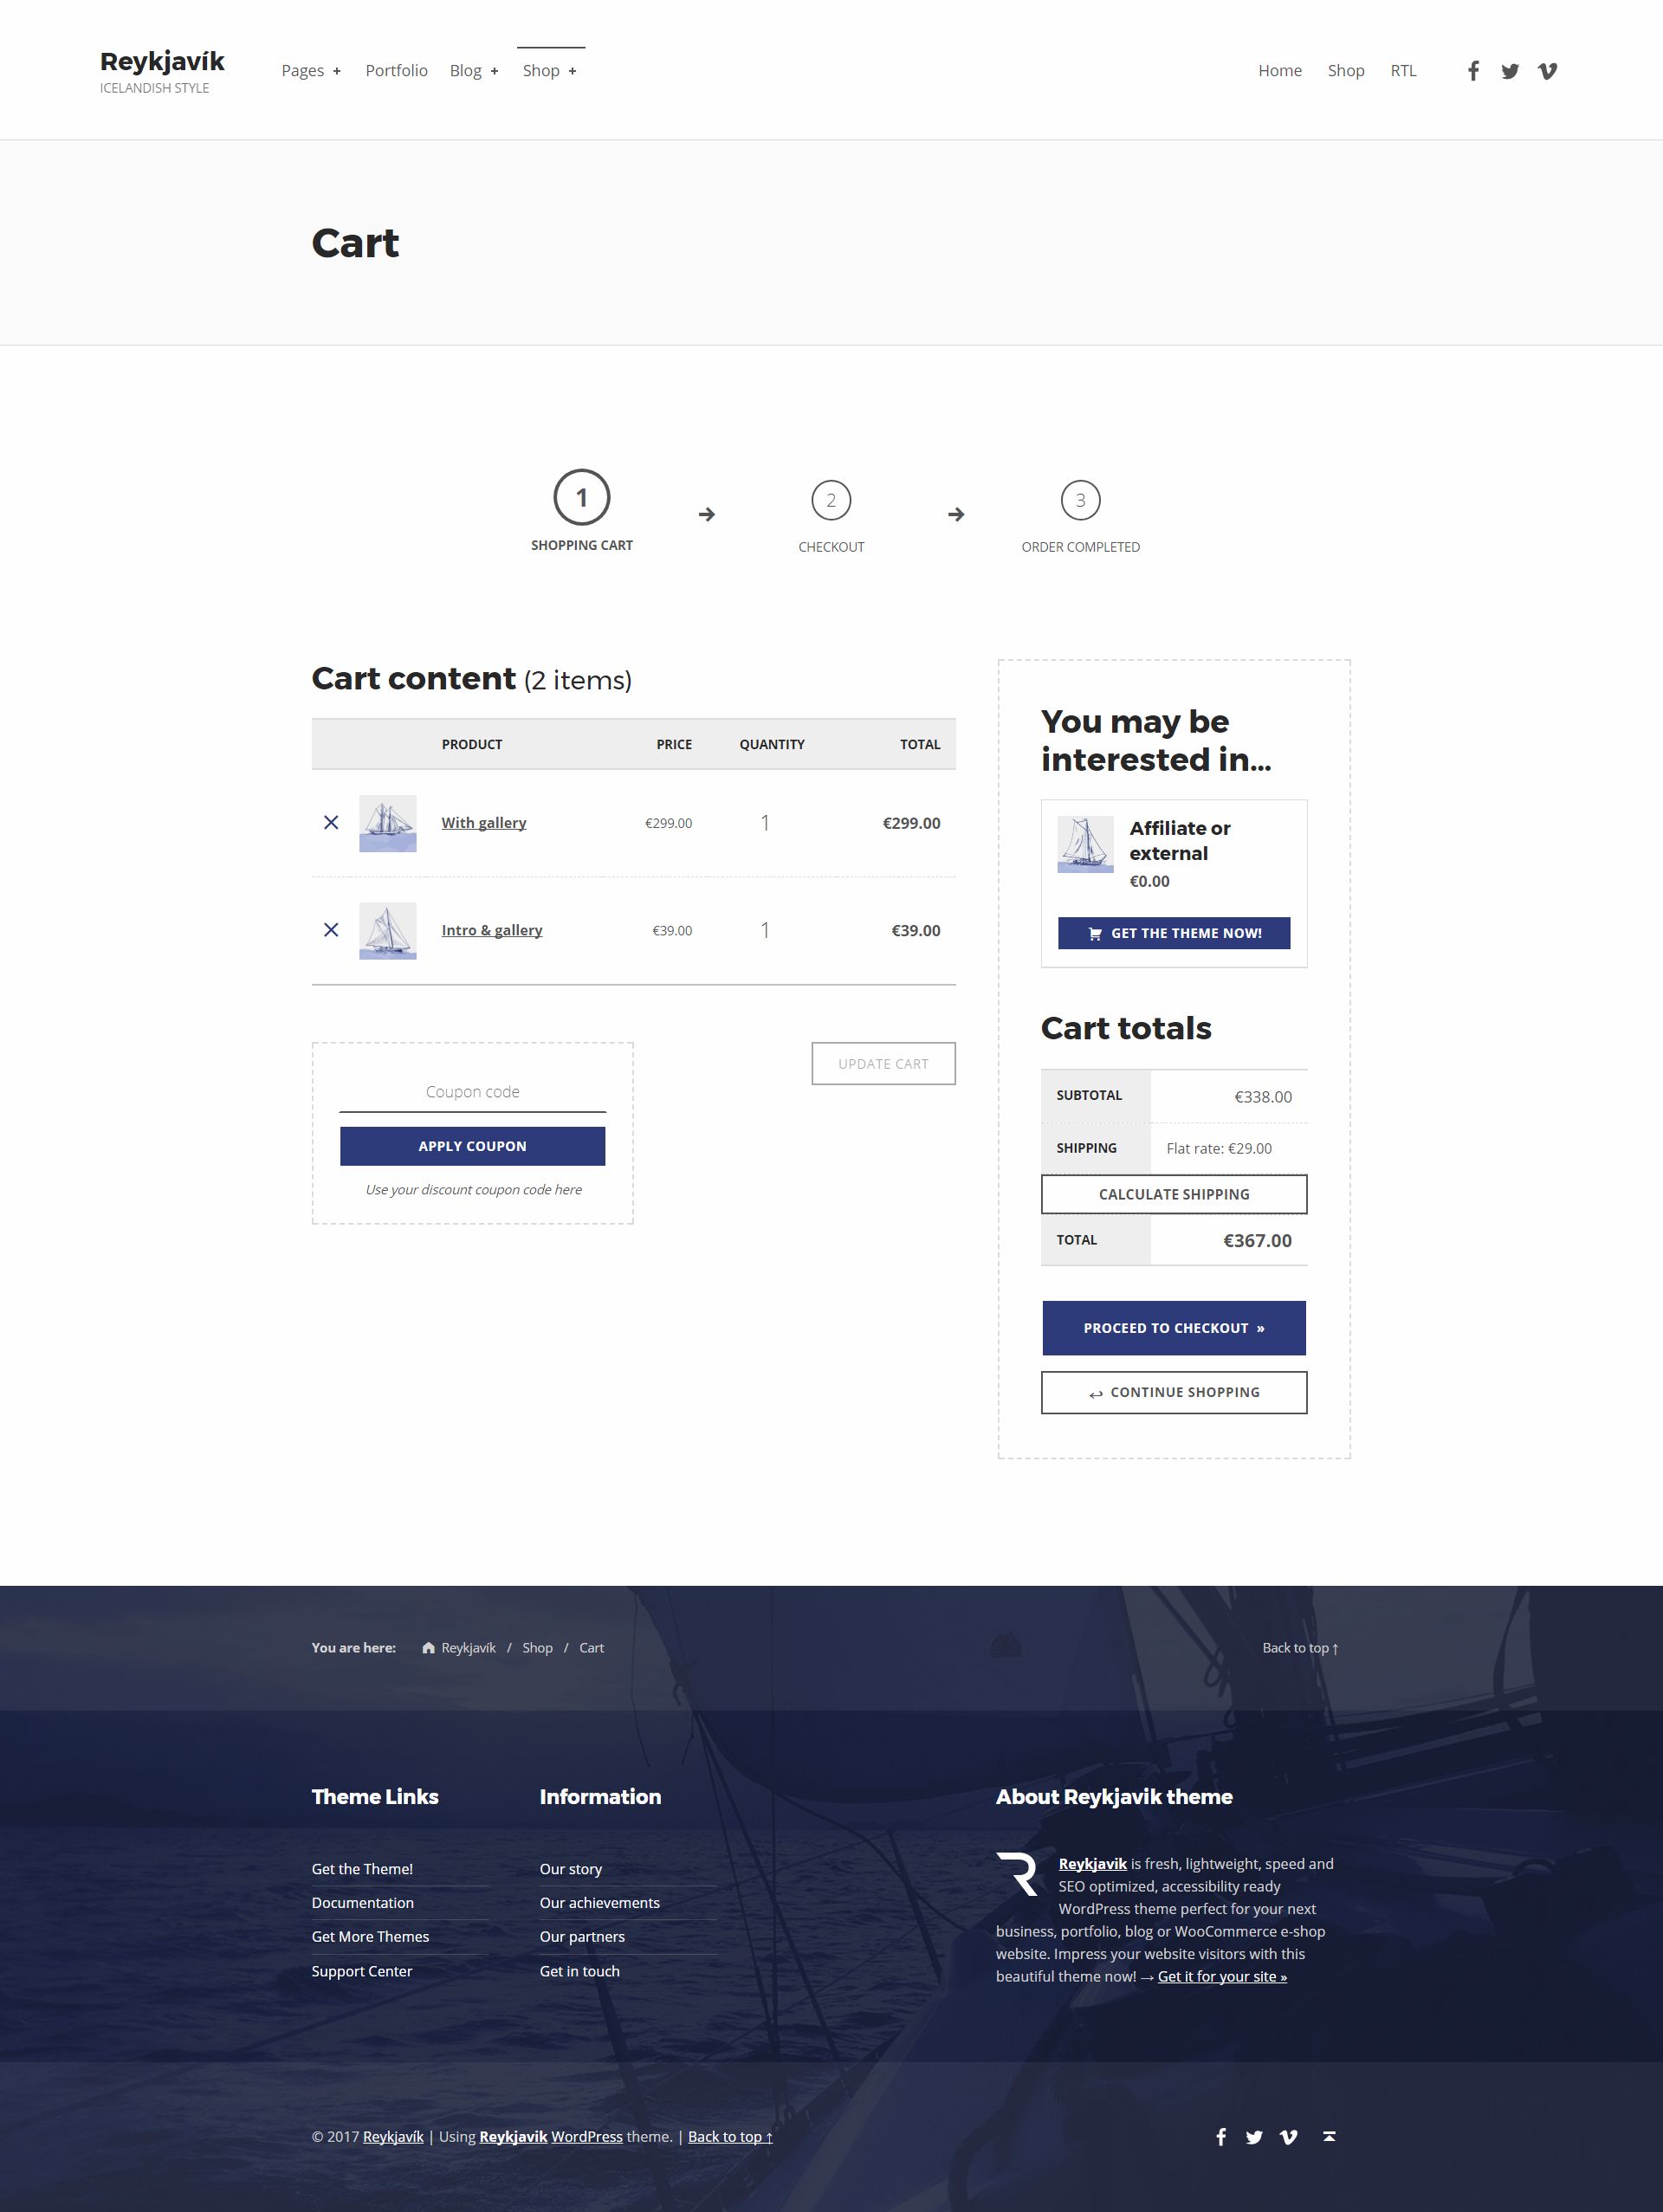 Reykjavík
ICELANDISH STYLE
Pages + Portfolio Blog + Shop +
Home Shop RTL
Cart
1 → 2 → 3
SHOPPING CART CHECKOUT ORDER COMPLETED
Cart content (2 items)
PRODUCT PRICE QUANTITY TOTAL
With gallery €299.00 1 €299.00
Intro & gallery €39.00 1 €39.00
Coupon code
APPLY COUPON
Use your discount coupon code here
UPDATE CART
You may be
interested in...
Affiliate or
external
€0.00
GET THE THEME NOW!
Cart totals
SUBTOTAL €338.00
SHIPPING Flat rate: €29.00
CALCULATE SHIPPING
TOTAL €367.00
PROCEED TO CHECKOUT »
↩ CONTINUE SHOPPING
You are here: Reykjavík / Shop / Cart
Back to top ↑
Theme Links
Get the Theme!
Documentation
Get More Themes
Support Center
Information
Our story
Our achievements
Our partners
Get in touch
About Reykjavik theme
Reykjavik is fresh, lightweight, speed and
SEO optimized, accessibility ready
WordPress theme perfect for your next
business, portfolio, blog or WooCommerce e-shop
website. Impress your website visitors with this
beautiful theme now! → Get it for your site »
© 2017 Reykjavík | Using Reykjavik WordPress theme. | Back to top ↑